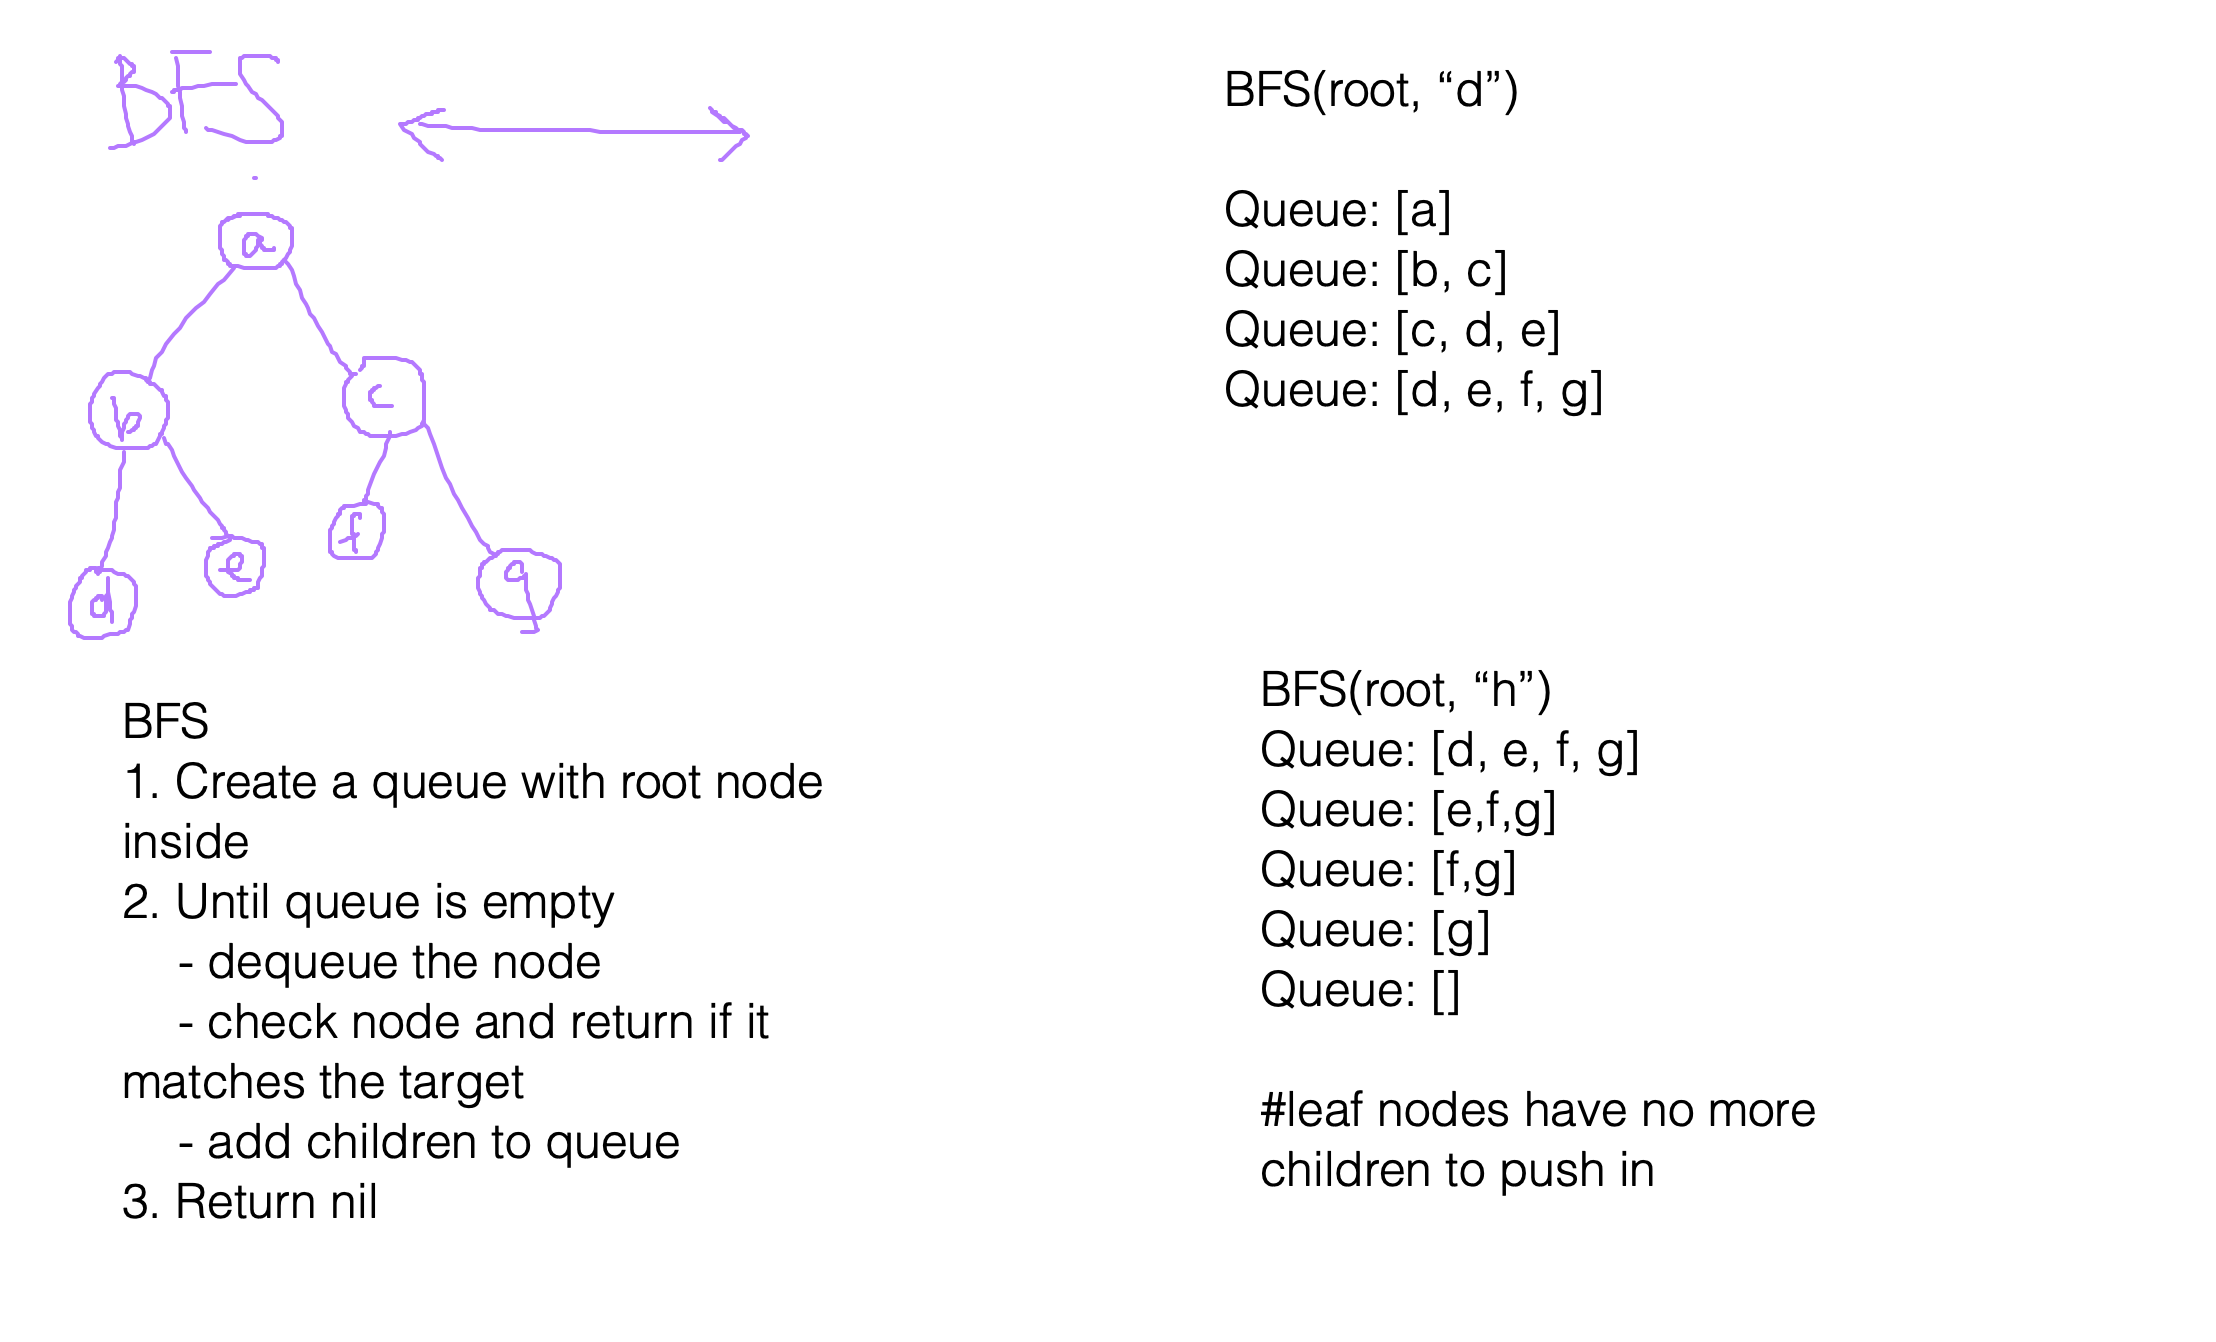 BFS
a
b
c
d
e
f
g
BFS
1. Create a queue with root node
inside
2. Until queue is empty
- dequeue the node
- check node and return if it
matches the target
- add children to queue
3. Return nil
BFS(root, “d”)
Queue: [a]
Queue: [b, c]
Queue: [c, d, e]
Queue: [d, e, f, g]
BFS(root, “h”)
Queue: [d, e, f, g]
Queue: [e,f,g]
Queue: [f,g]
Queue: [g]
Queue: []
#leaf nodes have no more
children to push in